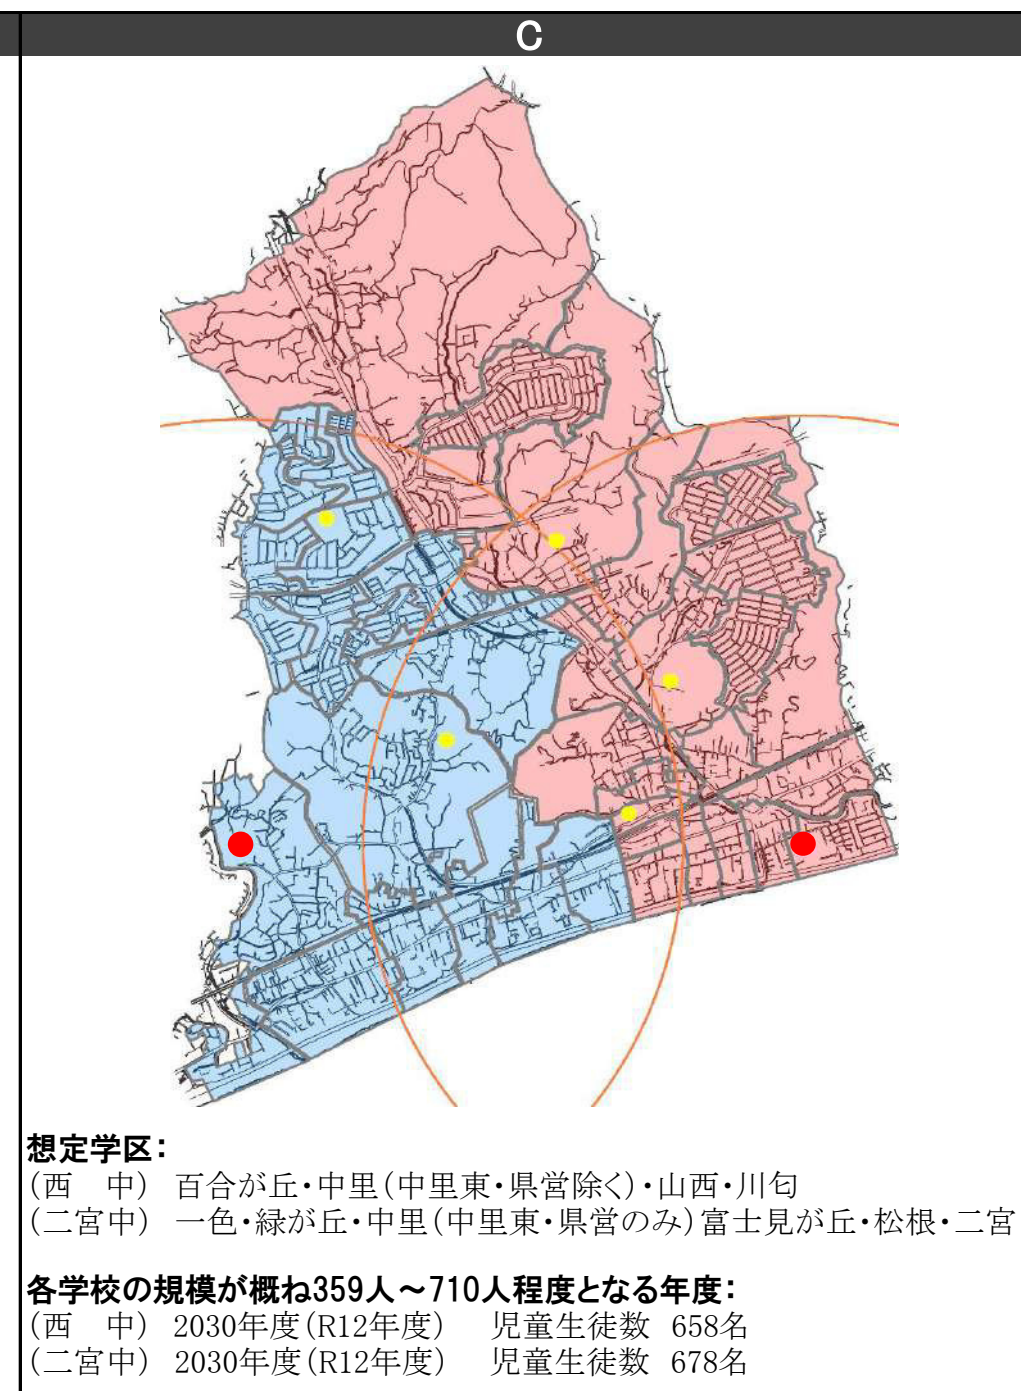 C
想定学区：
（西　中） 百合が丘・中里（中里東・県営除く）・山西・川匂
（二宮中） 一色・緑が丘・中里（中里東・県営のみ）富士見が丘・松根・二宮
各学校の規模が概ね359人～710人程度となる年度：
（西　中） 2030年度（R12年度）　児童生徒数 658名
（二宮中） 2030年度（R12年度）　児童生徒数 678名